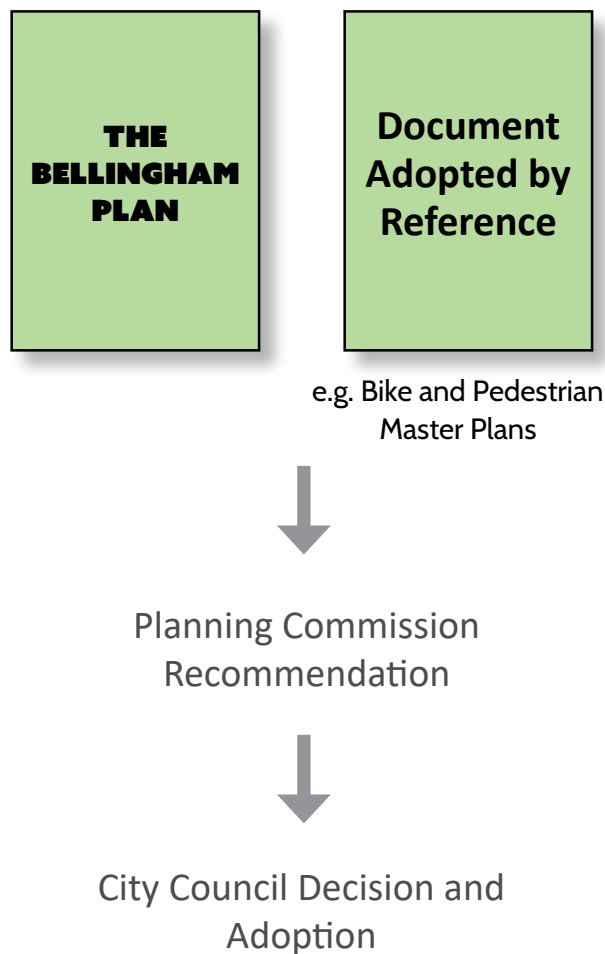 THE
BELLINGHAM
PLAN
Document
Adopted by
Reference
e.g. Bike and Pedestrian
Master Plans
Planning Commission
Recommendation
City Council Decision and
Adoption